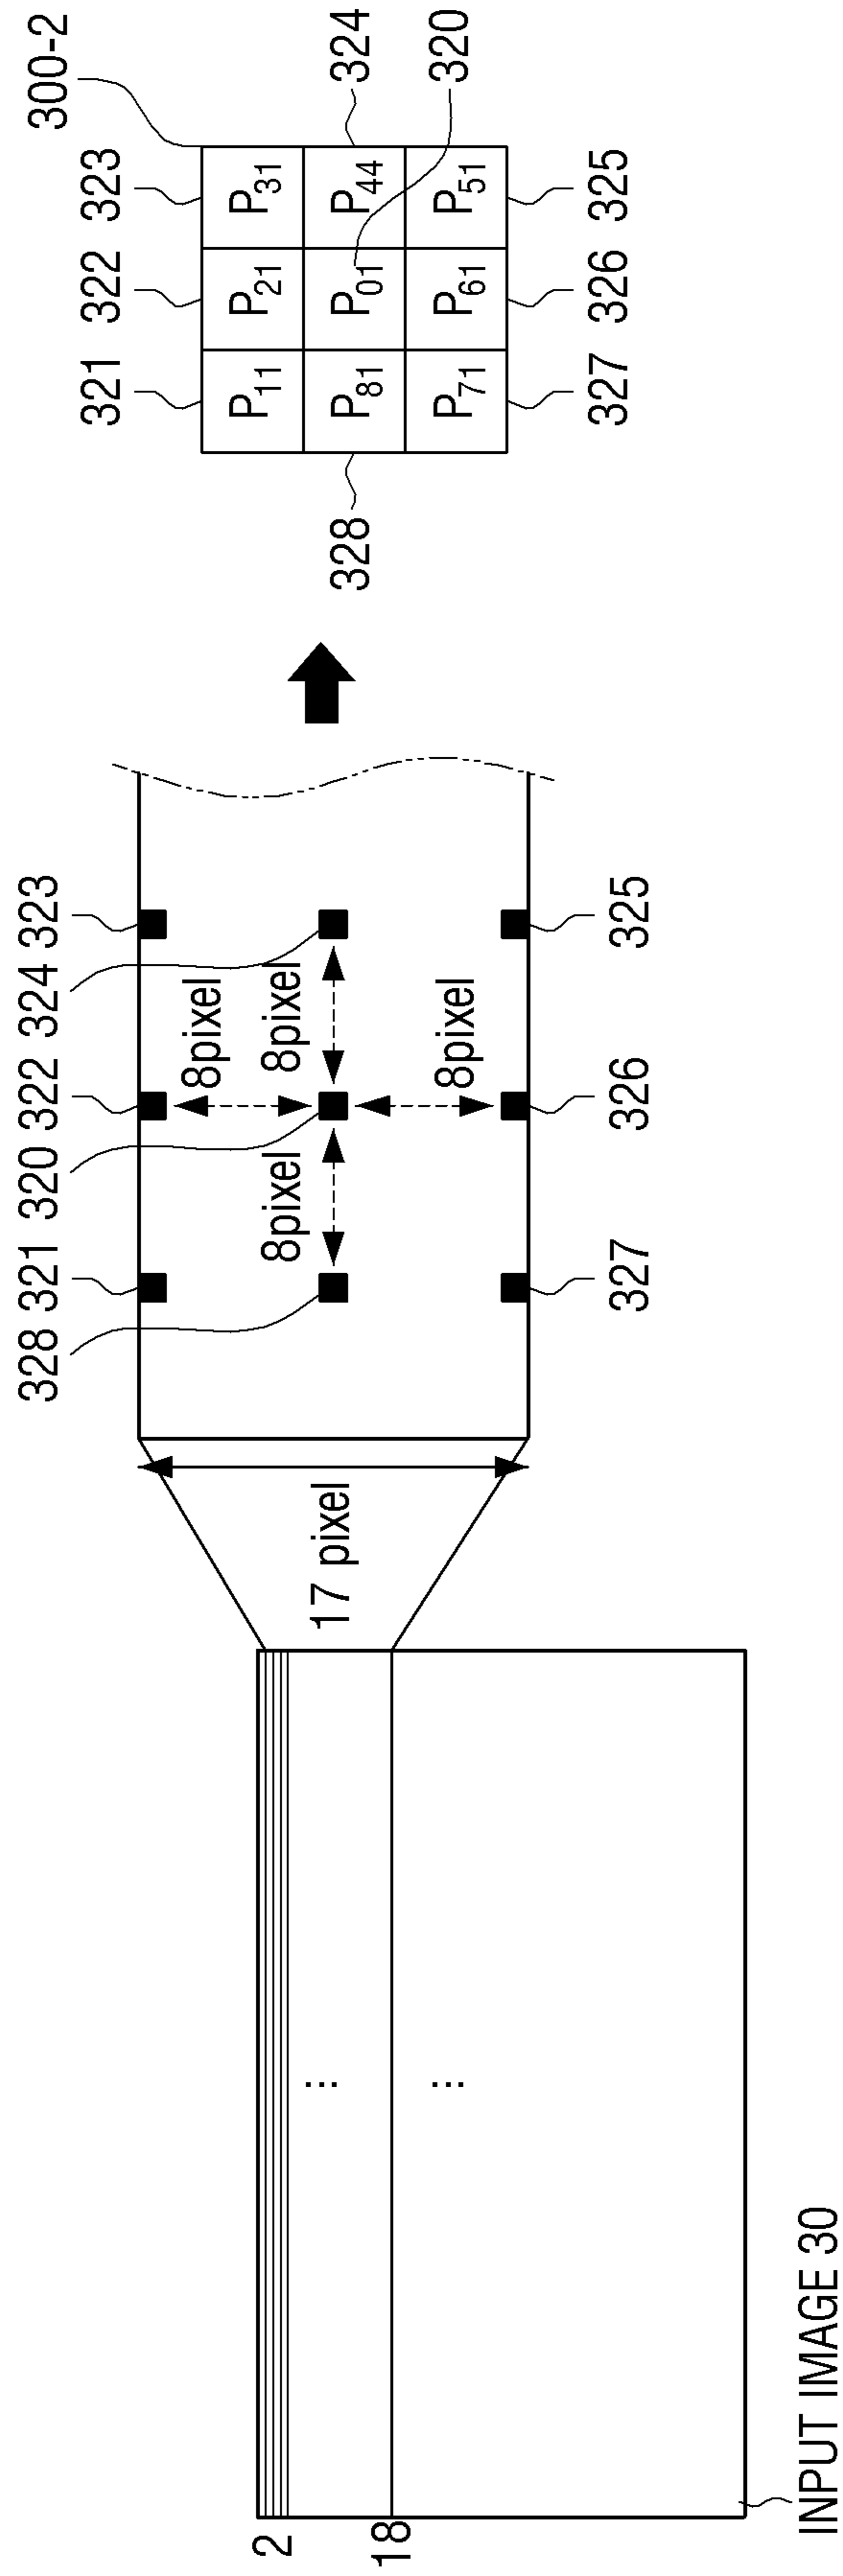 2
18
⋮
⋮
INPUT IMAGE 30
17 pixel
328 321 320 322 324 323
8pixel
8pixel
8pixel
8pixel
327 326 325
321 322 323 300-2
P11 P21 P31
328 P81 P01 P44 324
P71 P61 P51 320
327 326 325